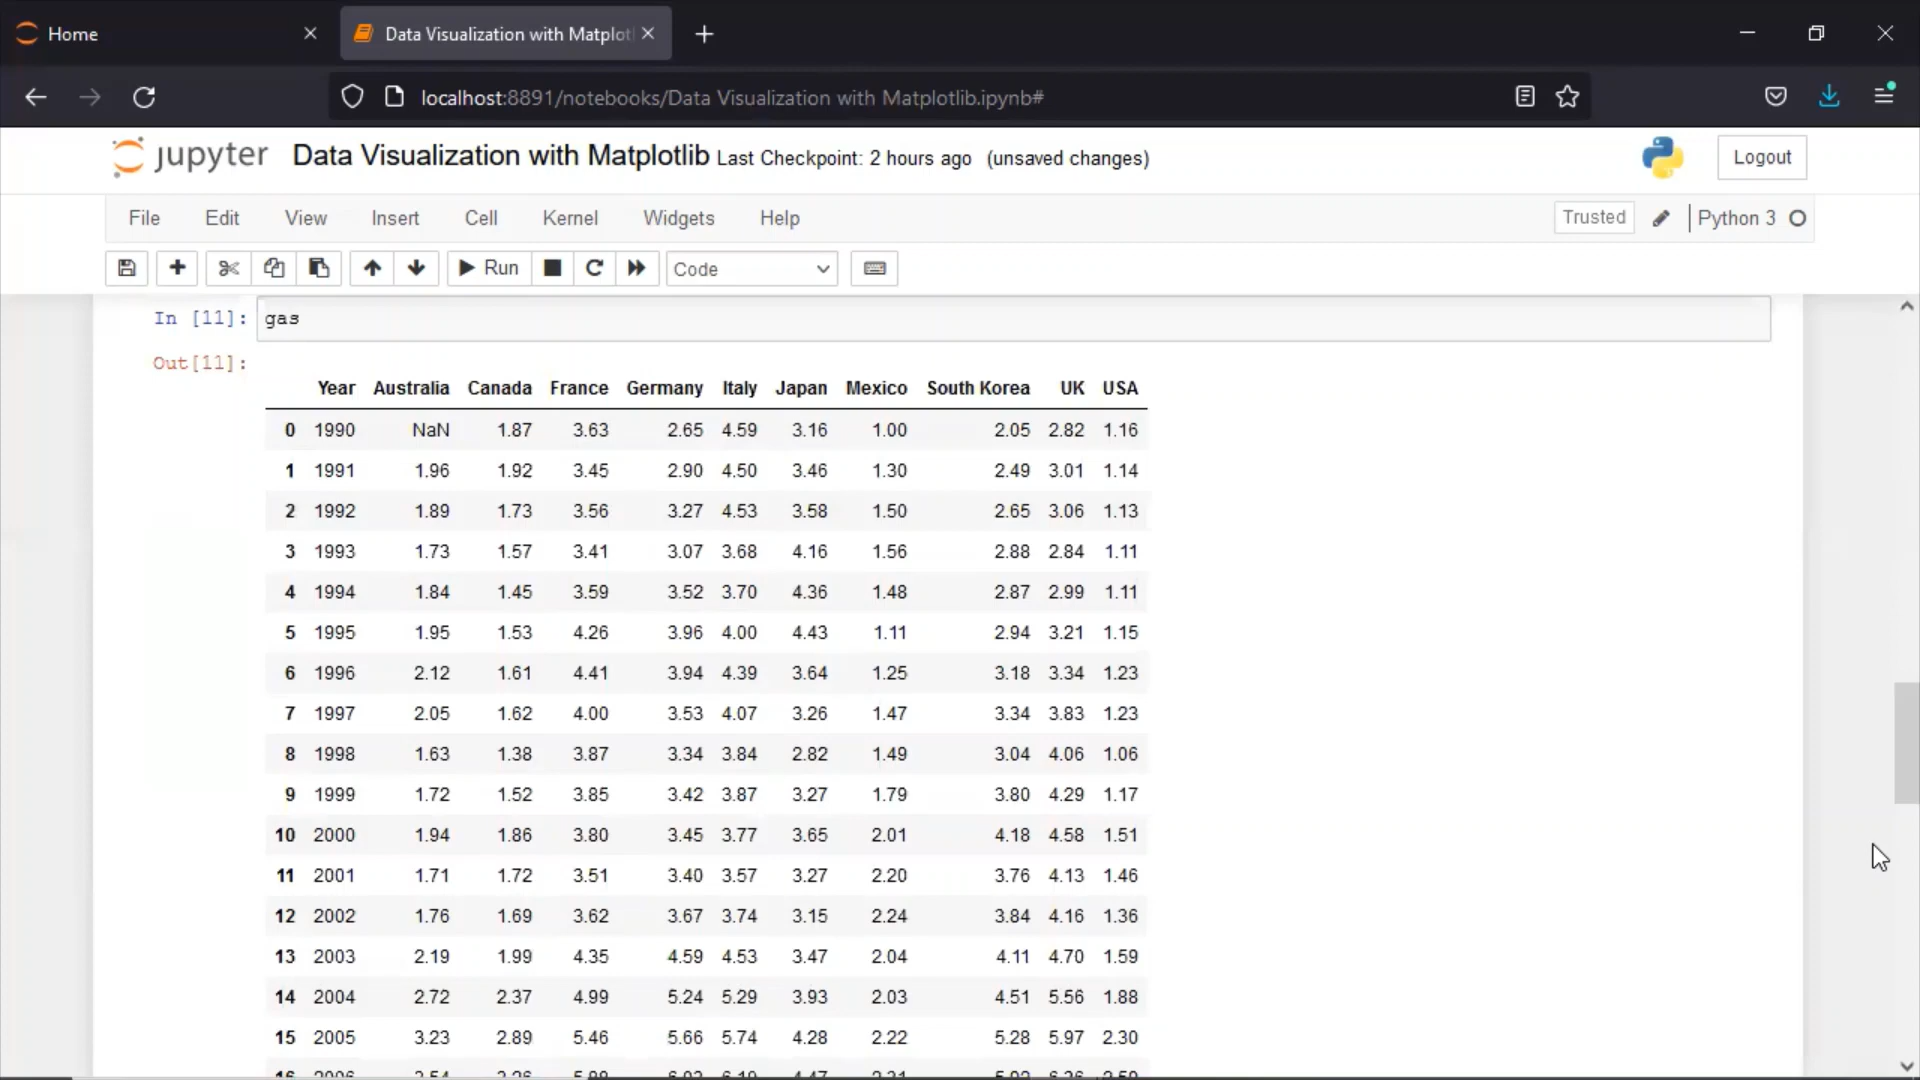 Home
Data Visualization with Matplotl
localhost:8891/notebooks/Data Visualization with Matplotlib.ipynb#
jupyter Data Visualization with Matplotlib Last Checkpoint: 2 hours ago (unsaved changes) Logout
File Edit View Insert Cell Kernel Widgets Help Trusted Python 3
Run Code
In [11]: gas
Out[11]:
Year Australia Canada France Germany Italy Japan Mexico South Korea UK USA
0 1990 NaN 1.87 3.63 2.65 4.59 3.16 1.00 2.05 2.82 1.16
1 1991 1.96 1.92 3.45 2.90 4.50 3.46 1.30 2.49 3.01 1.14
2 1992 1.89 1.73 3.56 3.27 4.53 3.58 1.50 2.65 3.06 1.13
3 1993 1.73 1.57 3.41 3.07 3.68 4.16 1.56 2.88 2.84 1.11
4 1994 1.84 1.45 3.59 3.52 3.70 4.36 1.48 2.87 2.99 1.11
5 1995 1.95 1.53 4.26 3.96 4.00 4.43 1.11 2.94 3.21 1.15
6 1996 2.12 1.61 4.41 3.94 4.39 3.64 1.25 3.18 3.34 1.23
7 1997 2.05 1.62 4.00 3.53 4.07 3.26 1.47 3.34 3.83 1.23
8 1998 1.63 1.38 3.87 3.34 3.84 2.82 1.49 3.04 4.06 1.06
9 1999 1.72 1.52 3.85 3.42 3.87 3.27 1.79 3.80 4.29 1.17
10 2000 1.94 1.86 3.80 3.45 3.77 3.65 2.01 4.18 4.58 1.51
11 2001 1.71 1.72 3.51 3.40 3.57 3.27 2.20 3.76 4.13 1.46
12 2002 1.76 1.69 3.62 3.67 3.74 3.15 2.24 3.84 4.16 1.36
13 2003 2.19 1.99 4.35 4.59 4.53 3.47 2.04 4.11 4.70 1.59
14 2004 2.72 2.37 4.99 5.24 5.29 3.93 2.03 4.51 5.56 1.88
15 2005 3.23 2.89 5.46 5.66 5.74 4.28 2.22 5.28 5.97 2.30